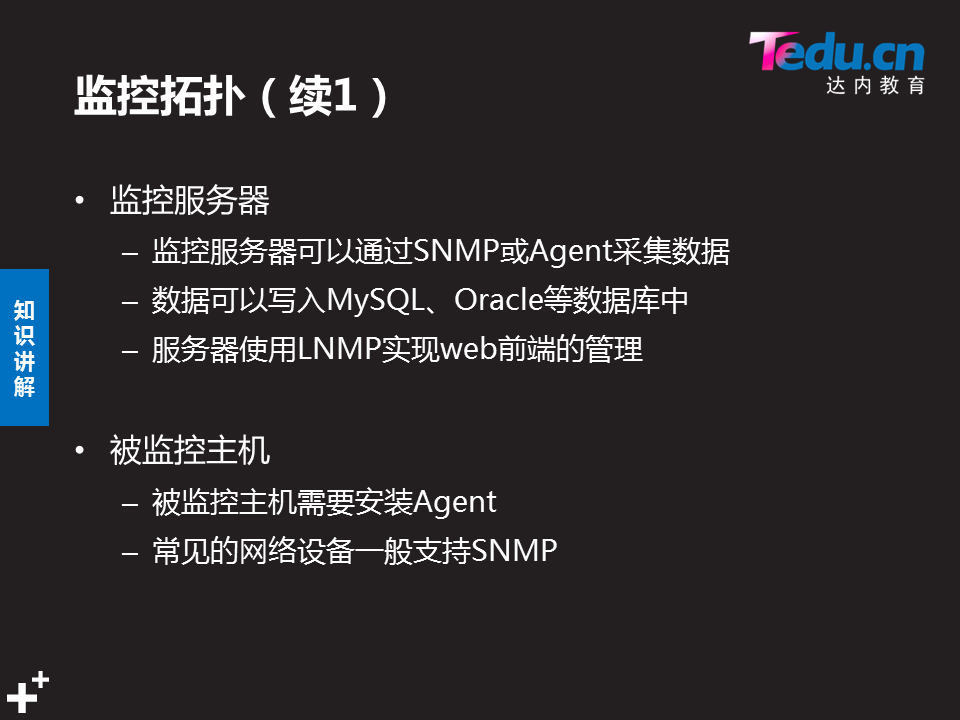 Tedu.cn
达内教育
监控拓扑（续1）
• 监控服务器
– 监控服务器可以通过SNMP或Agent采集数据
– 数据可以写入MySQL、Oracle等数据库中
– 服务器使用LNMP实现web前端的管理
知识讲解
• 被监控主机
– 被监控主机需要安装Agent
– 常见的网络设备一般支持SNMP